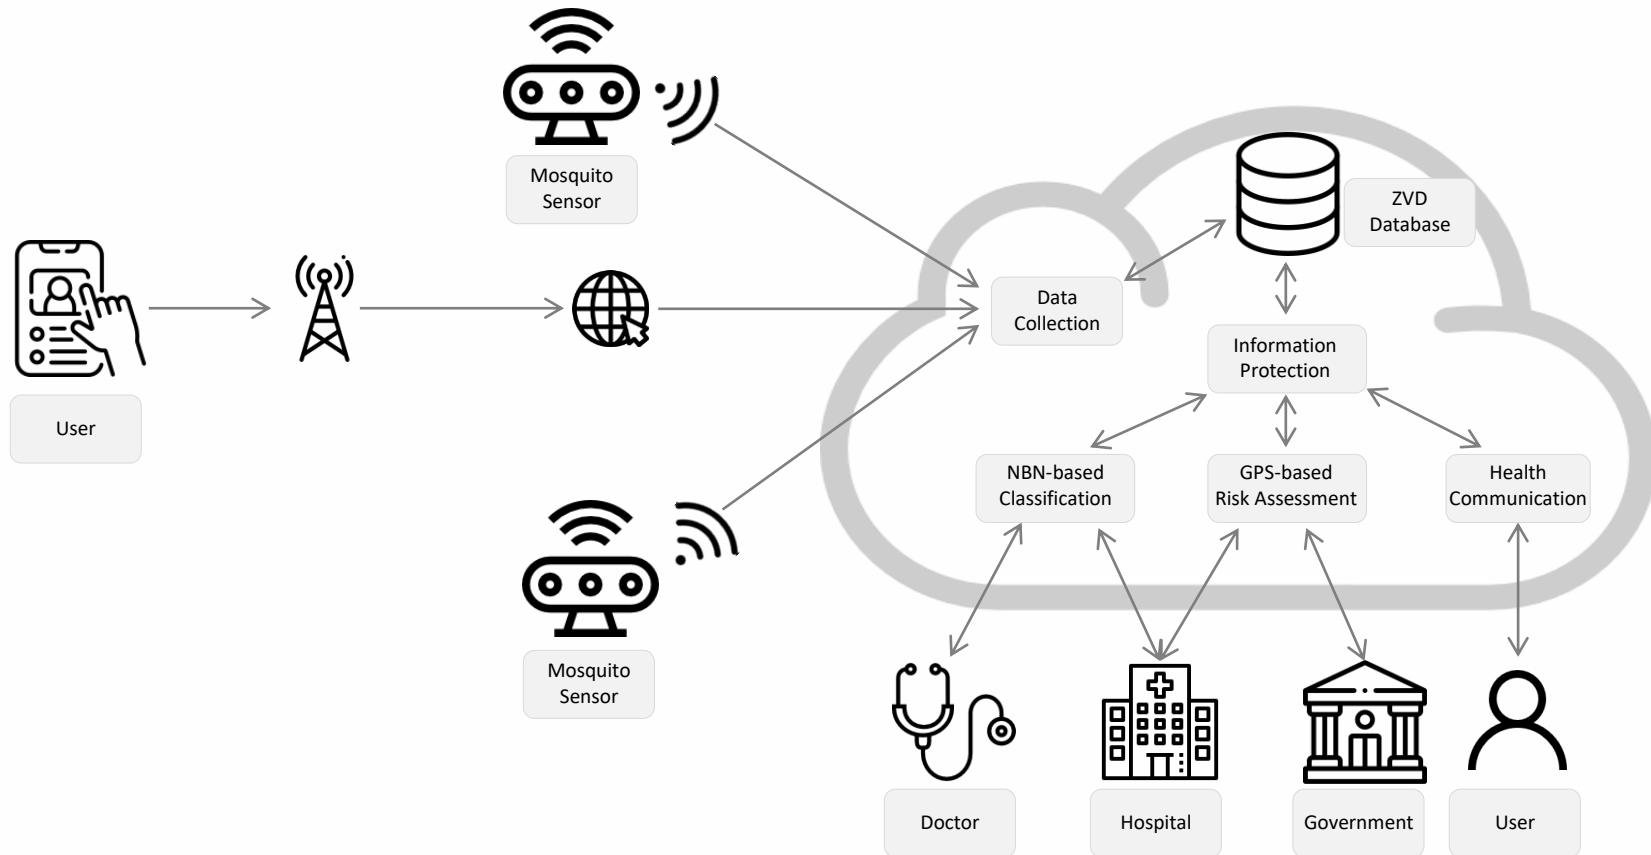 Mosquito
Sensor
ZVD
Database
Data
Collection
Information
Protection
User
NBN-based
Classification
GPS-based
Risk Assessment
Health
Communication
Mosquito
Sensor
Doctor
Hospital
Government
User